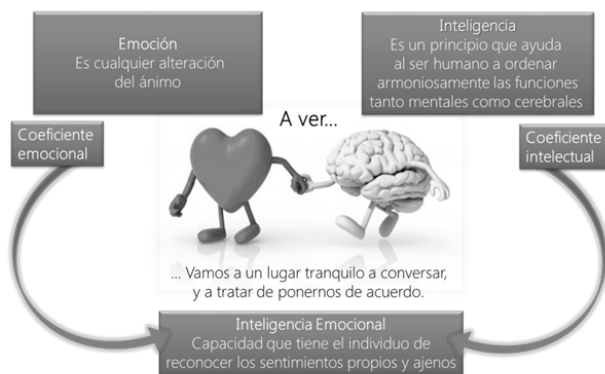 Emoción
Es cualquier alteración
del ánimo
Inteligencia
Es un principio que ayuda
al ser humano a ordenar
armoniosamente las funciones
tanto mentales como cerebrales
Coeficiente
emocional
A ver...
Coeficiente
intelectual
... Vamos a un lugar tranquilo a conversar,
y a tratar de ponernos de acuerdo.
Inteligencia Emocional
Capacidad que tiene el individuo de
reconocer los sentimientos propios y ajenos